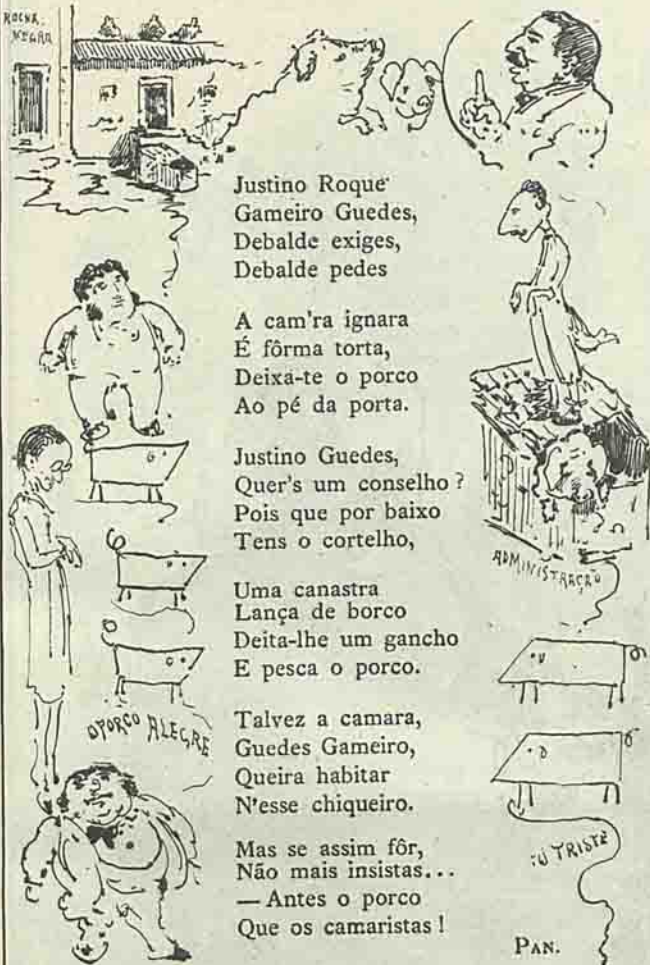 ROCHA
NEGRO
Justino Roque
Gameiro Guedes,
Debalde exiges,
Debalde pedes
A cam'ra ignara
É fôrma torta,
Deixa-te o porco
Ao pé da porta.
Justino Guedes,
Quer's um conselho?
Pois que por baixo
Tens o cortelho,
Uma canastra
Lança de borco
Deita-lhe um gancho
E pesca o porco.
Talvez a camara,
Guedes Gameiro,
Queira habitar
N'esse chiqueiro.
Mas se assim fôr,
Não mais insistas...
— Antes o porco
Que os camaristas!
PAN.
O PORCO ALEGRE
ADMINISTRAÇÃO
TRISTE